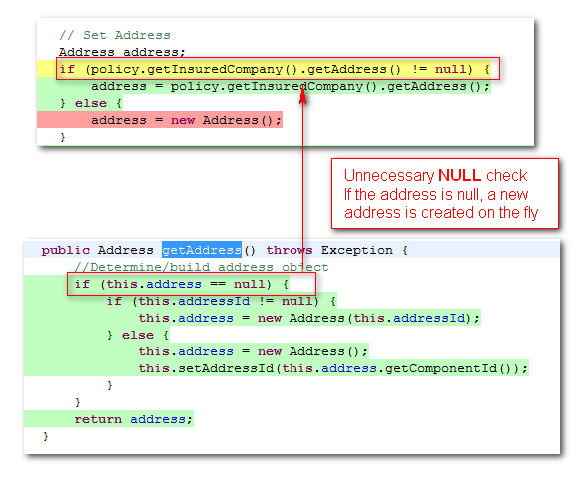 // Set Address
Address address;
if (policy.getInsuredCompany().getAddress() != null) {
address = policy.getInsuredCompany().getAddress();
} else {
address = new Address();
}
Unnecessary NULL check
If the address is null, a new
address is created on the fly
public Address getAddress() throws Exception {
//Determine/build address object
if (this.address == null) {
if (this.addressId != null) {
this.address = new Address(this.addressId);
} else {
this.address = new Address();
this.setAddressId(this.address.getComponentId());
}
}
return address;
}